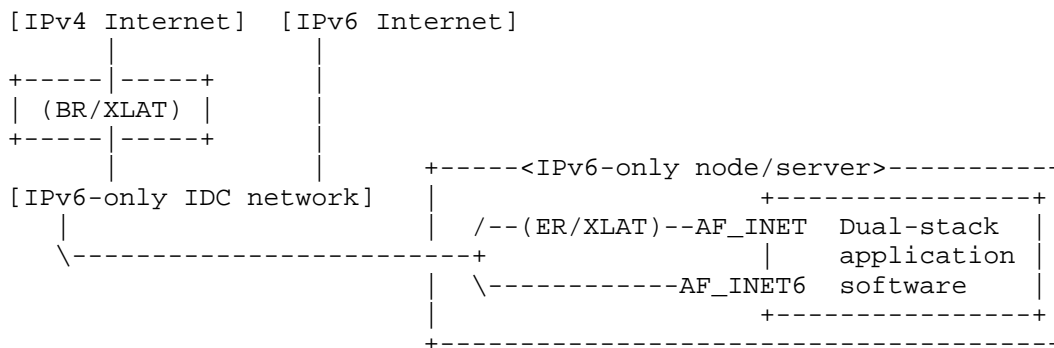 [IPv4 Internet]  [IPv6 Internet]
       |             |
+-----|-----+        |
| (BR/XLAT) |        |
+-----|-----+        |
       |             |      +-----<IPv6-only node/server>-----------
[IPv6-only IDC network]     |                     +----------------+
    |                       |  /--(ER/XLAT)--AF_INET  Dual-stack   |
    \--------------------------+                  |    application |
                            |  \------------AF_INET6  software     |
                            |                     +----------------+
                            +---------------------------------------